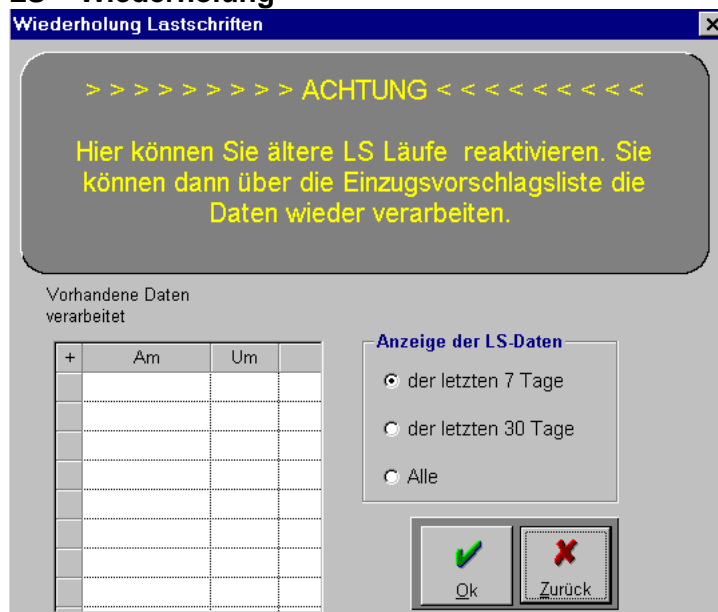 LS - Wiederholung
Wiederholung Lastschriften
> > > > > > > > > ACHTUNG < < < < < < < < <
Hier können Sie ältere LS Läufe reaktivieren. Sie
können dann über die Einzugsvorschlagsliste die
Daten wieder verarbeiten.
Vorhandene Daten
verarbeitet
+ Am Um
Anzeige der LS-Daten
der letzten 7 Tage
der letzten 30 Tage
Alle
Ok
Zurück